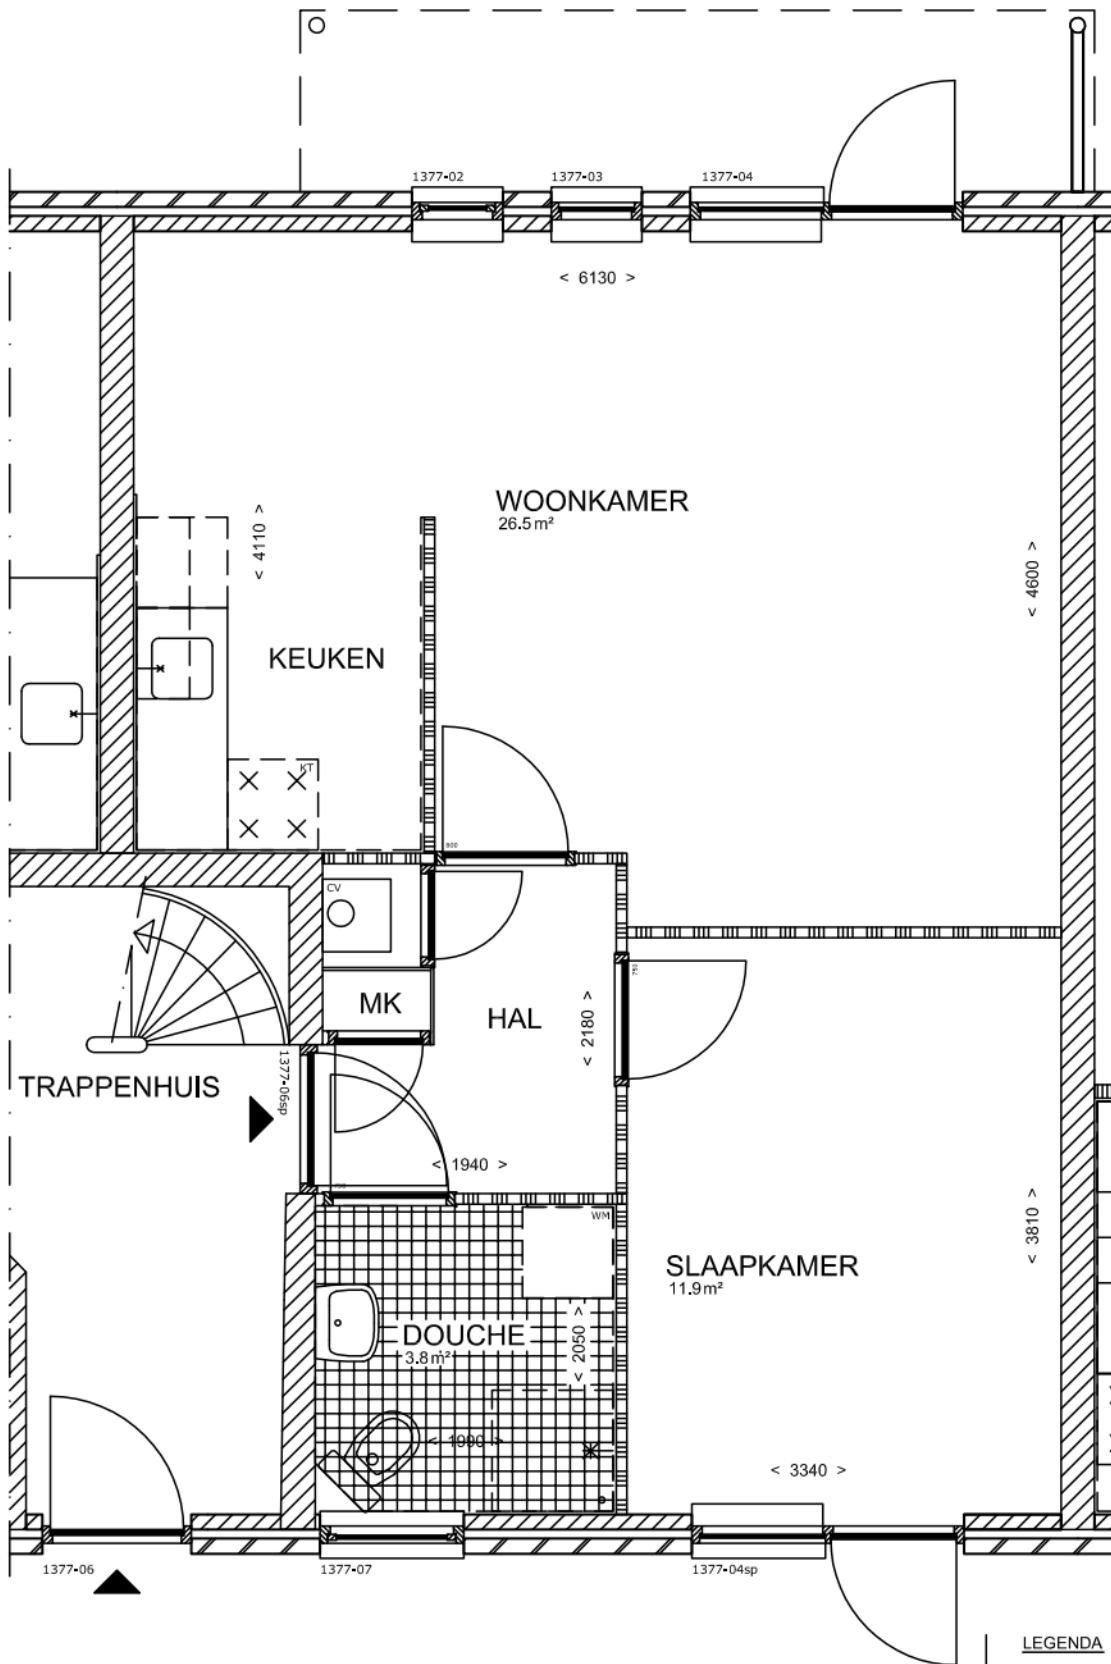 1377-02
1377-03
1377-04
< 6130 >
WOONKAMER
26.5 m²
< 4110 >
< 4600 >
KEUKEN
KT
800
CV
MK
HAL
750
< 2180 >
1377-06sp
TRAPPENHUIS
< 1940 >
750
WM
SLAAPKAMER
11.9 m²
< 3810 >
DOUCHE
3.8 m²
< 2050 >
< 1990 >
< 3340 >
1377-06
1377-07
1377-04sp
LEGENDA